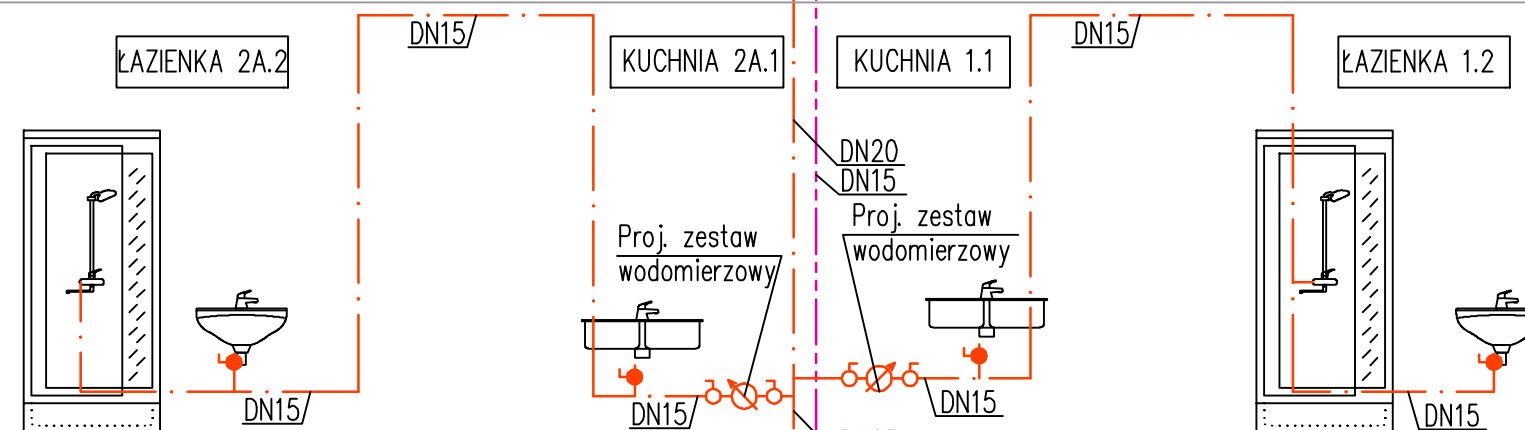 DN15
DN15
ŁAZIENKA 2A.2
KUCHNIA 2A.1
KUCHNIA 1.1
ŁAZIENKA 1.2
DN20
DN15
Proj. zestaw
wodomierzowy
Proj. zestaw
wodomierzowy
DN15
DN15
DN15
DN15